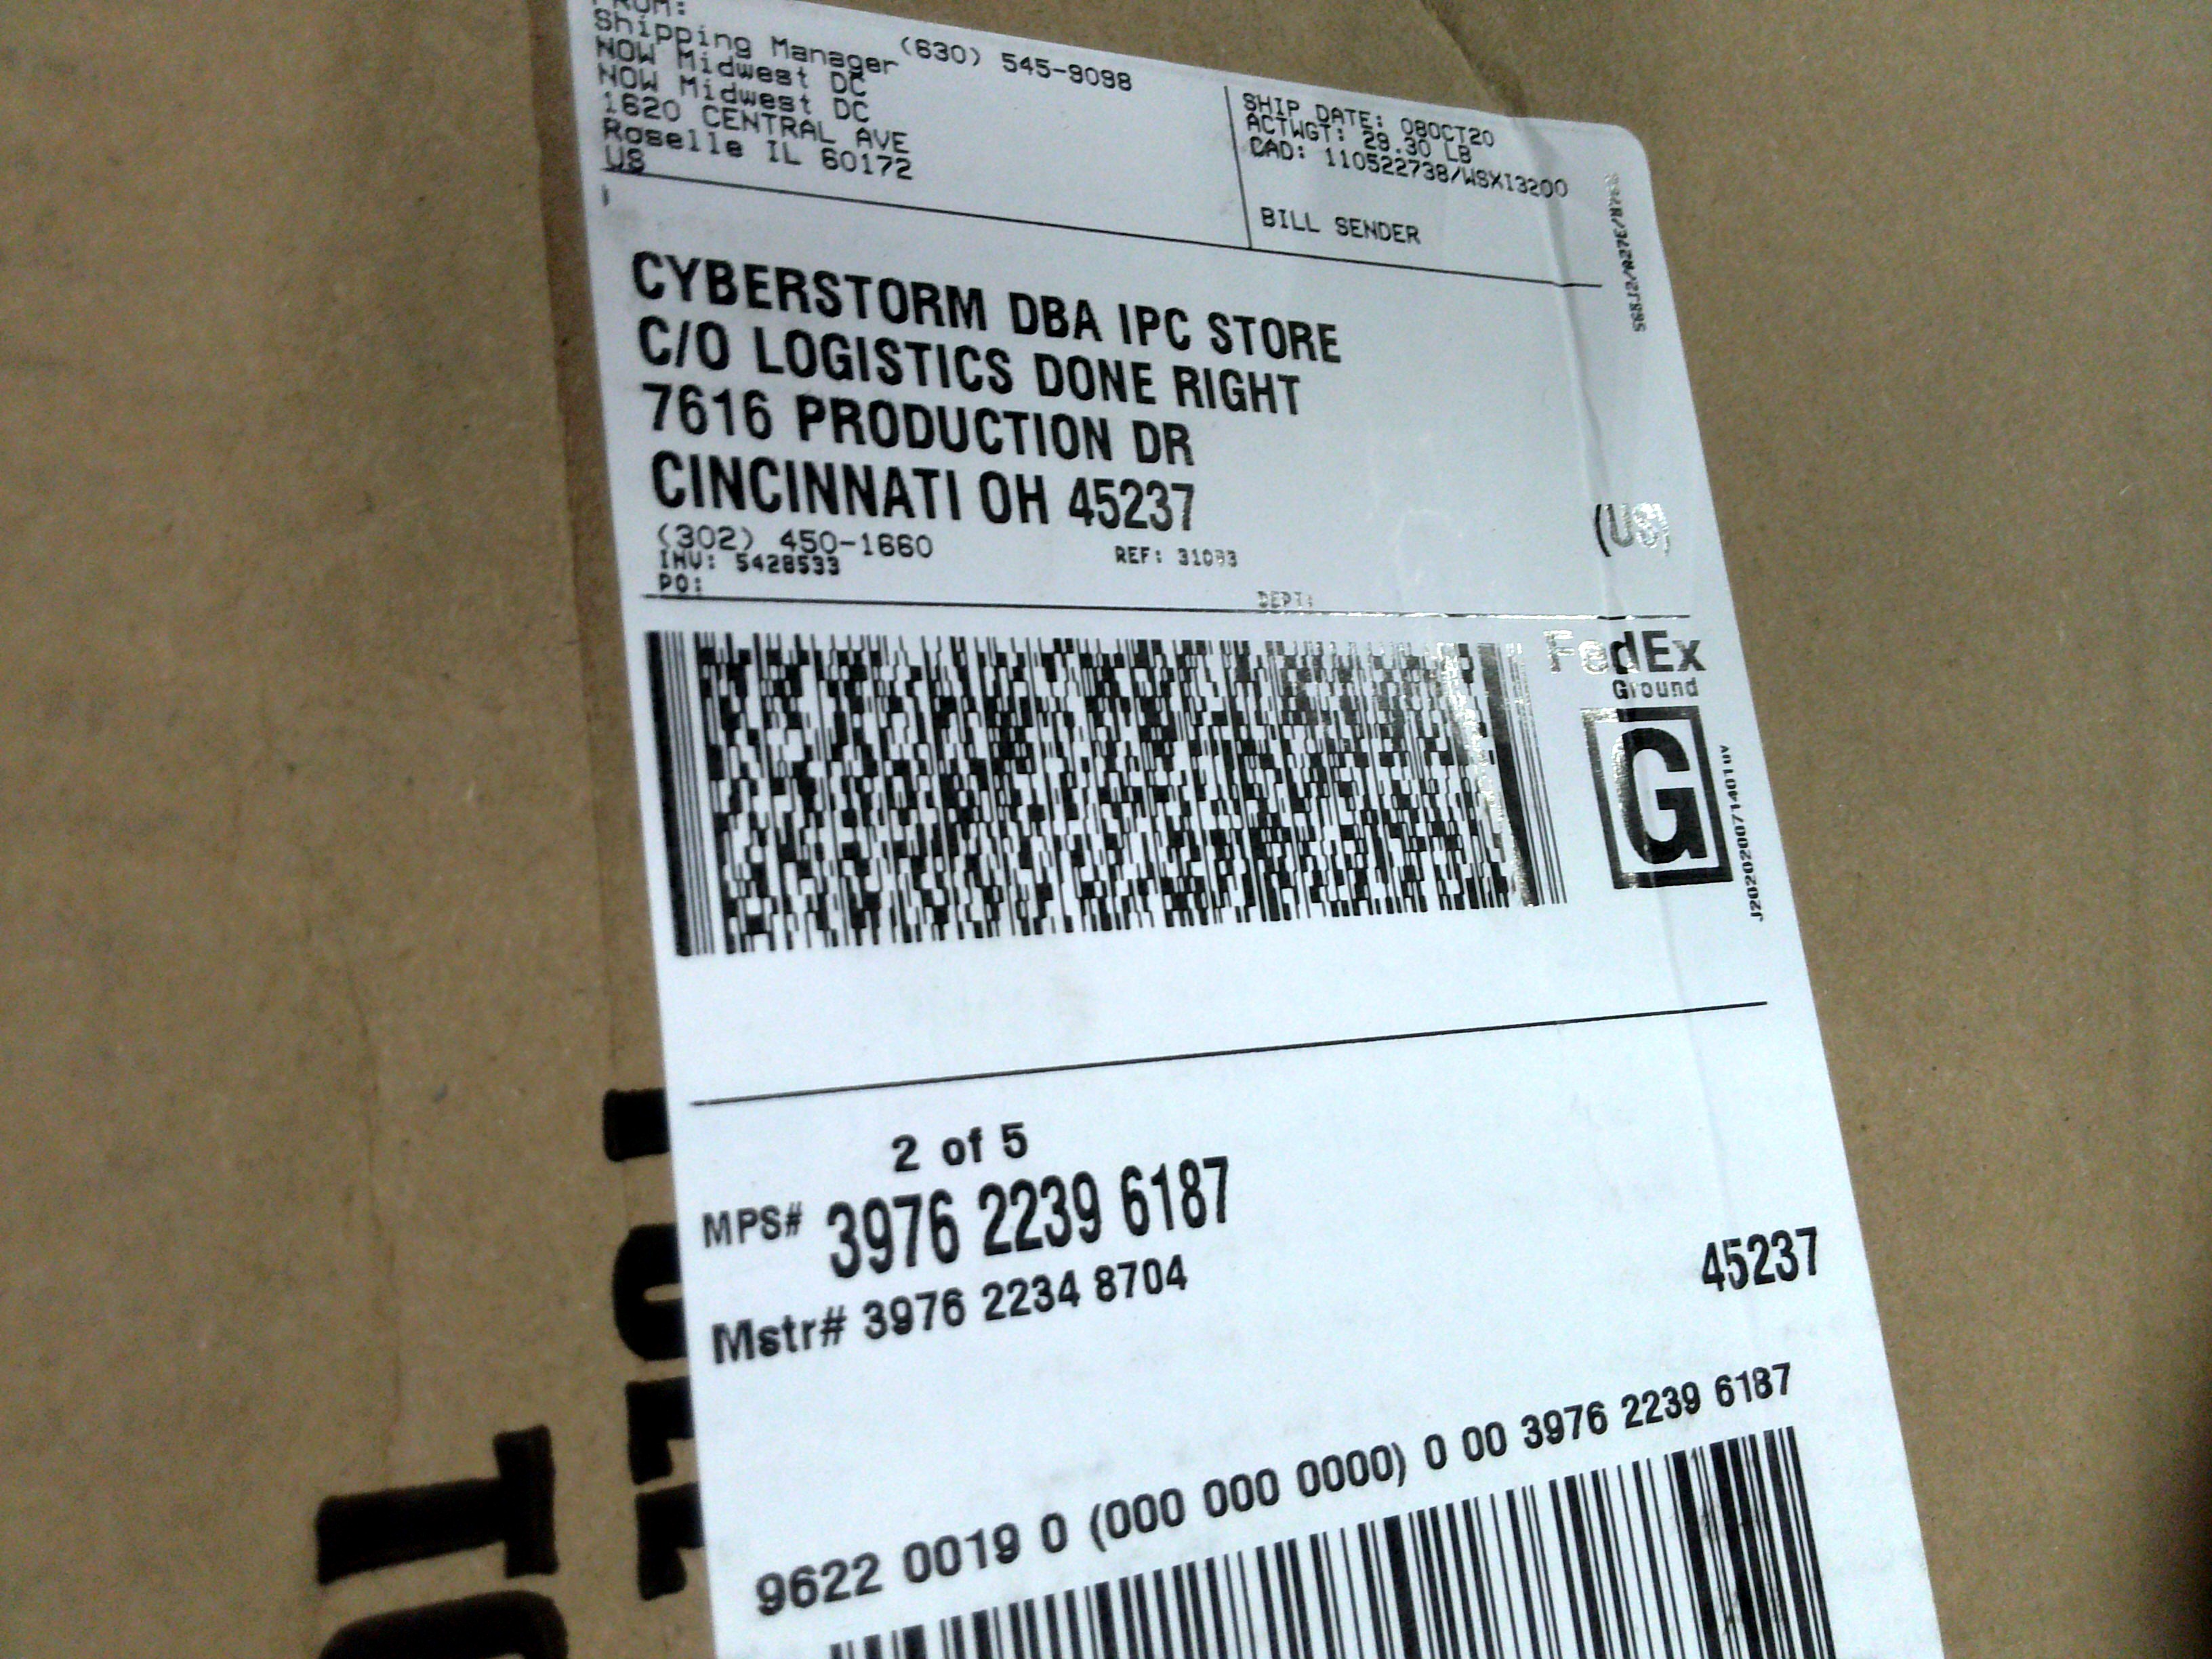 FROM:
Shipping Manager (630) 545-9098
NOW Midwest DC
NOW Midwest DC
1620 CENTRAL AVE
Roselle IL 60172
US
SHIP DATE: 08OCT20
ACTWGT: 29.30 LB
CAD: 110522738/WSXI3200
BILL SENDER
CYBERSTORM DBA IPC STORE
C/O LOGISTICS DONE RIGHT
7616 PRODUCTION DR
CINCINNATI OH 45237
(US)
(302) 450-1660
INV: 5428533 REF: 31093
PO: DEPT:
FedEx
Ground
G
J202020071401uv
2 of 5
MPS# 3976 2239 6187
Mstr# 3976 2234 8704
45237
9622 0019 0 (000 000 0000) 0 00 3976 2239 6187